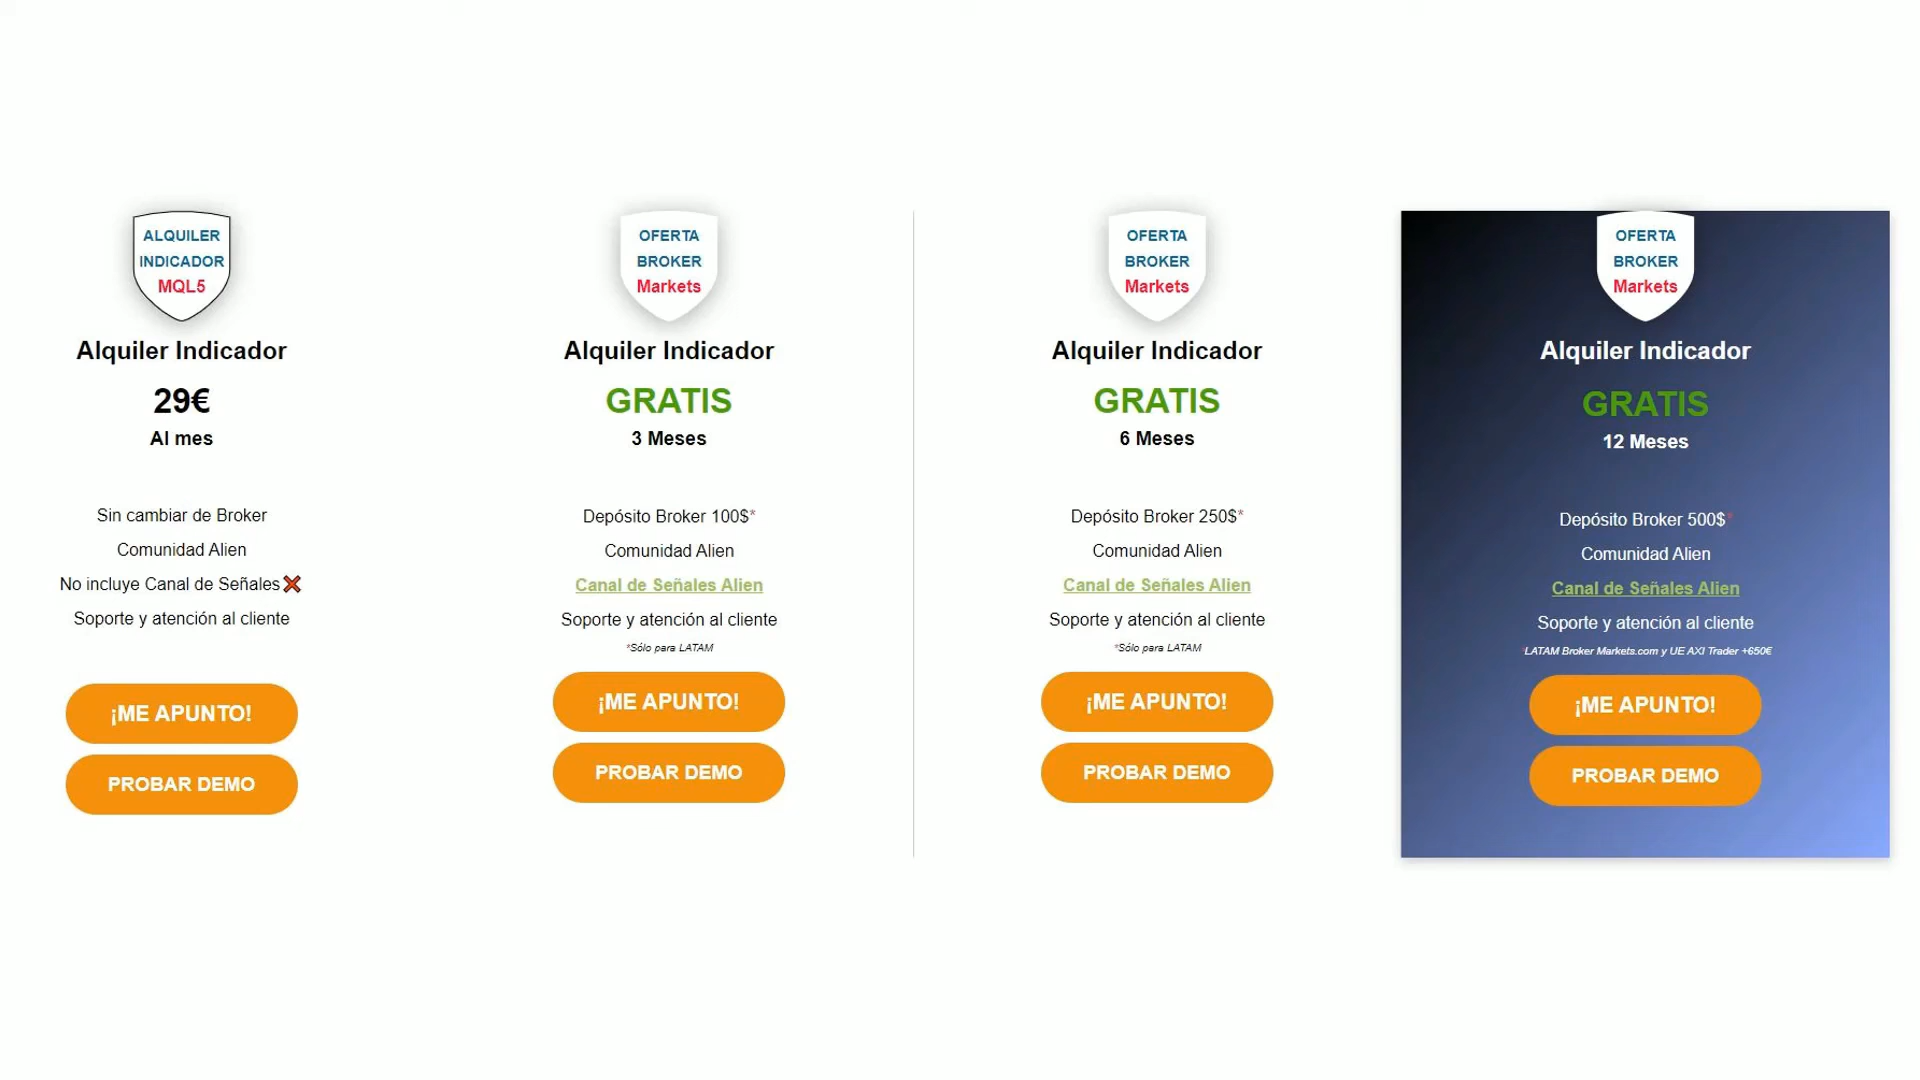 ALQUILER
INDICADOR
MQL5
Alquiler Indicador
29€
Al mes
Sin cambiar de Broker
Comunidad Alien
No incluye Canal de Señales❌
Soporte y atención al cliente
¡ME APUNTO!
PROBAR DEMO
OFERTA
BROKER
Markets
Alquiler Indicador
GRATIS
3 Meses
Depósito Broker 100$*
Comunidad Alien
Canal de Señales Alien
Soporte y atención al cliente
*Sólo para LATAM
¡ME APUNTO!
PROBAR DEMO
OFERTA
BROKER
Markets
Alquiler Indicador
GRATIS
6 Meses
Depósito Broker 250$*
Comunidad Alien
Canal de Señales Alien
Soporte y atención al cliente
*Sólo para LATAM
¡ME APUNTO!
PROBAR DEMO
OFERTA
BROKER
Markets
Alquiler Indicador
GRATIS
12 Meses
Depósito Broker 500$*
Comunidad Alien
Canal de Señales Alien
Soporte y atención al cliente
*LATAM Broker Markets.com y UE AXI Trader +650€
¡ME APUNTO!
PROBAR DEMO